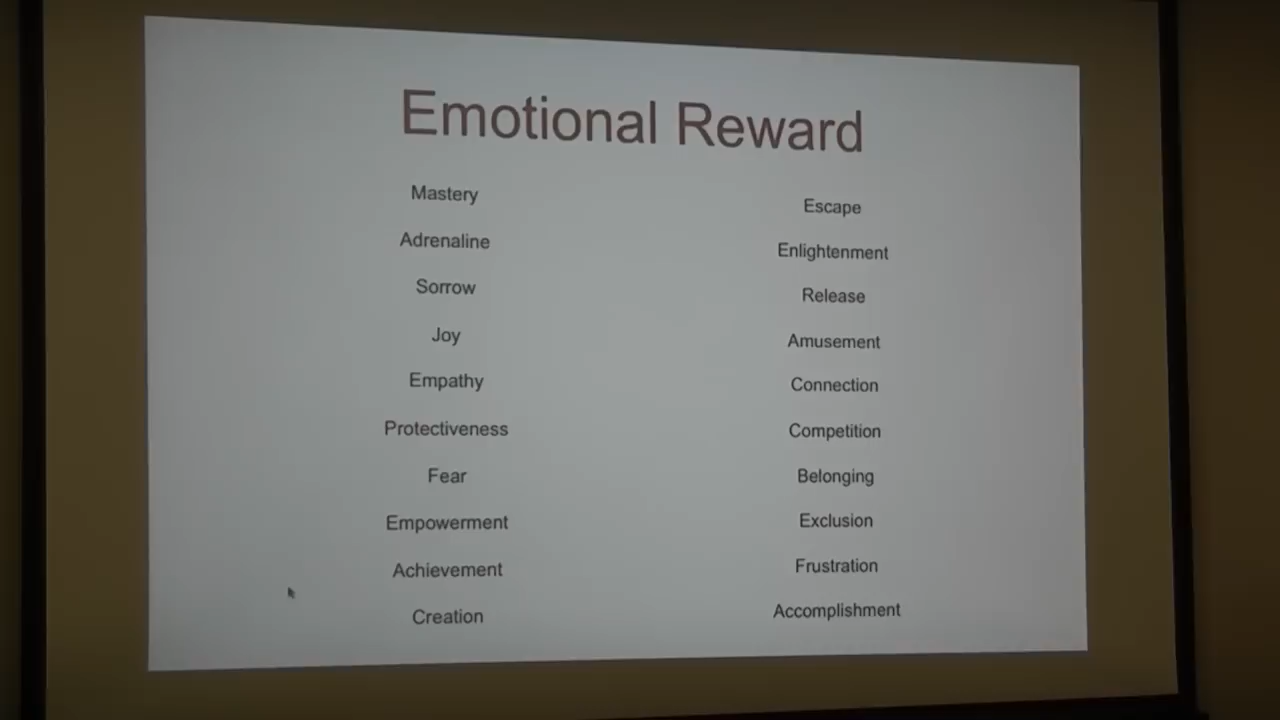 Emotional Reward
Mastery
Adrenaline
Sorrow
Joy
Empathy
Protectiveness
Fear
Empowerment
Achievement
Creation
Escape
Enlightenment
Release
Amusement
Connection
Competition
Belonging
Exclusion
Frustration
Accomplishment